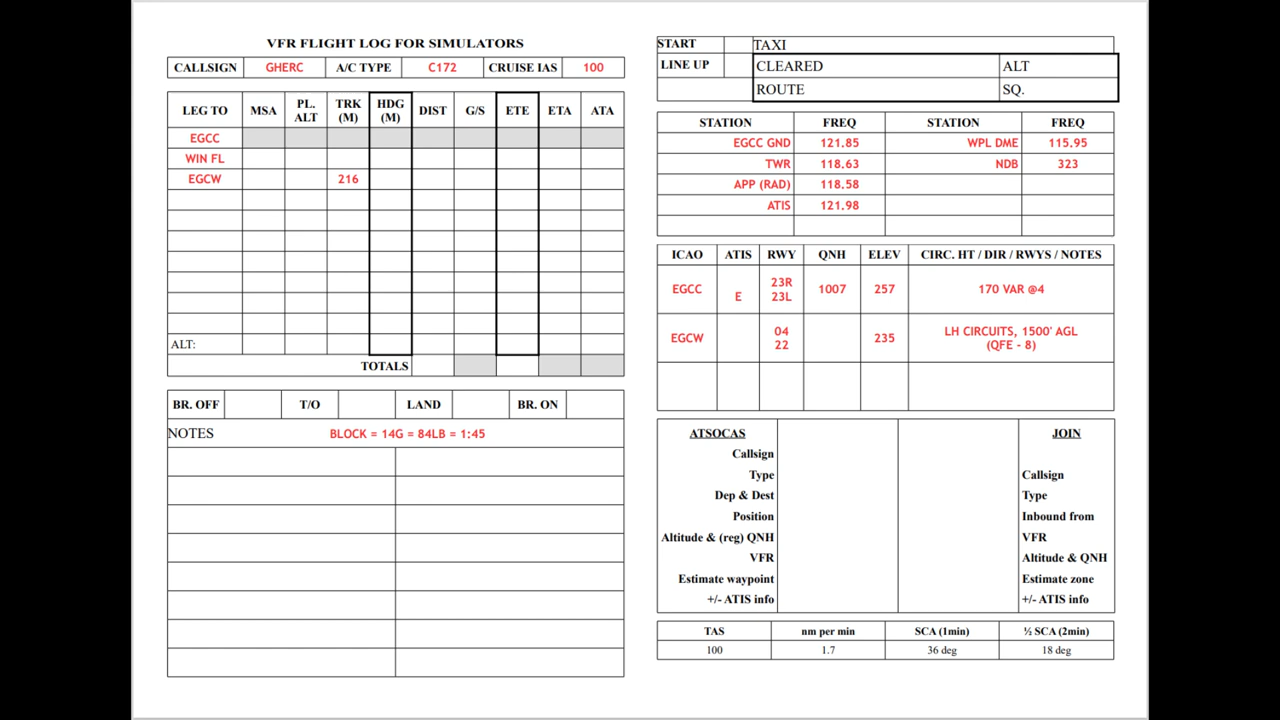 VFR FLIGHT LOG FOR SIMULATORS
CALLSIGN GHERC A/C TYPE C172 CRUISE IAS 100
LEG TO MSA PL. ALT TRK (M) HDG (M) DIST G/S ETE ETA ATA
EGCC
WIN FL
EGCW 216
ALT:
TOTALS
BR. OFF T/O LAND BR. ON
NOTES BLOCK = 14G = 84LB = 1:45
START TAXI
LINE UP CLEARED ALT
ROUTE SQ.
STATION FREQ STATION FREQ
EGCC GND 121.85 WPL DME 115.95
TWR 118.63 NDB 323
APP (RAD) 118.58
ATIS 121.98
ICAO ATIS RWY QNH ELEV CIRC. HT / DIR / RWYS / NOTES
EGCC E 23R 23L 1007 257 170 VAR @4
EGCW 04 22 235 LH CIRCUITS, 1500' AGL (QFE - 8)
ATSOCAS JOIN
Callsign
Type Callsign
Dep & Dest Type
Position Inbound from
Altitude & (reg) QNH VFR
VFR Altitude & QNH
Estimate waypoint Estimate zone
+/- ATIS info +/- ATIS info
TAS nm per min SCA (1min) ½ SCA (2min)
100 1.7 36 deg 18 deg